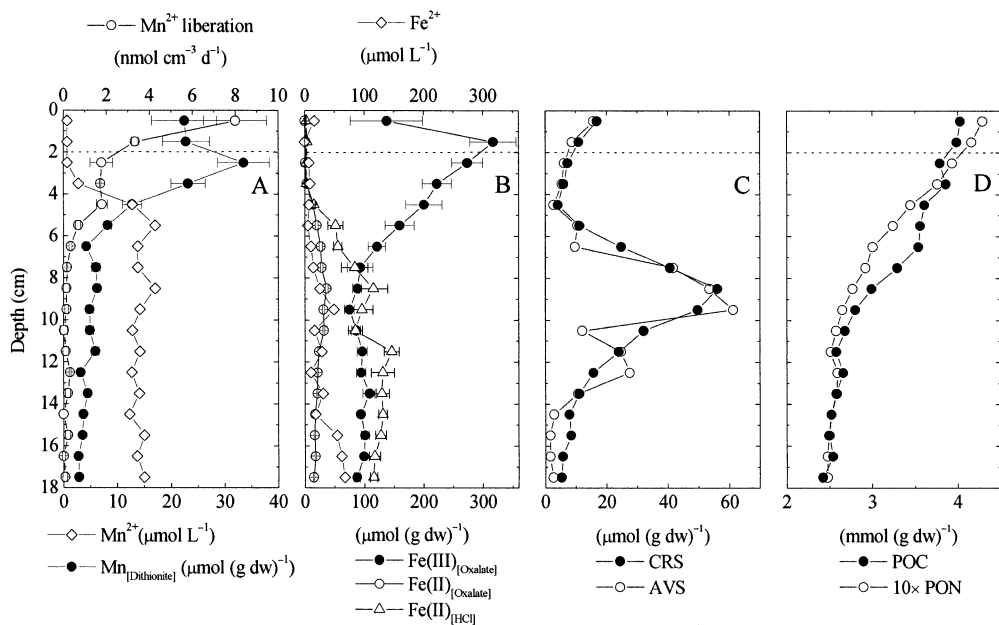 Mn²⁺ liberation
(nmol cm⁻³ d⁻¹)
Fe²⁺
(μmol L⁻¹)
0 2 4 6 8 10
0 100 200 300
0
2
4
6
8
10
12
14
16
18
Depth (cm)
A
B
C
D
0 10 20 30 40
0 100 200 300
0 20 40 60
2 3 4
Mn²⁺(μmol L⁻¹)
Mn[Dithionite] (μmol (g dw)⁻¹)
μmol (g dw)⁻¹
Fe(III)[Oxalate]
Fe(II)[Oxalate]
Fe(II)[HCl]
(μmol (g dw)⁻¹)
CRS
AVS
(mmol (g dw)⁻¹)
POC
10× PON